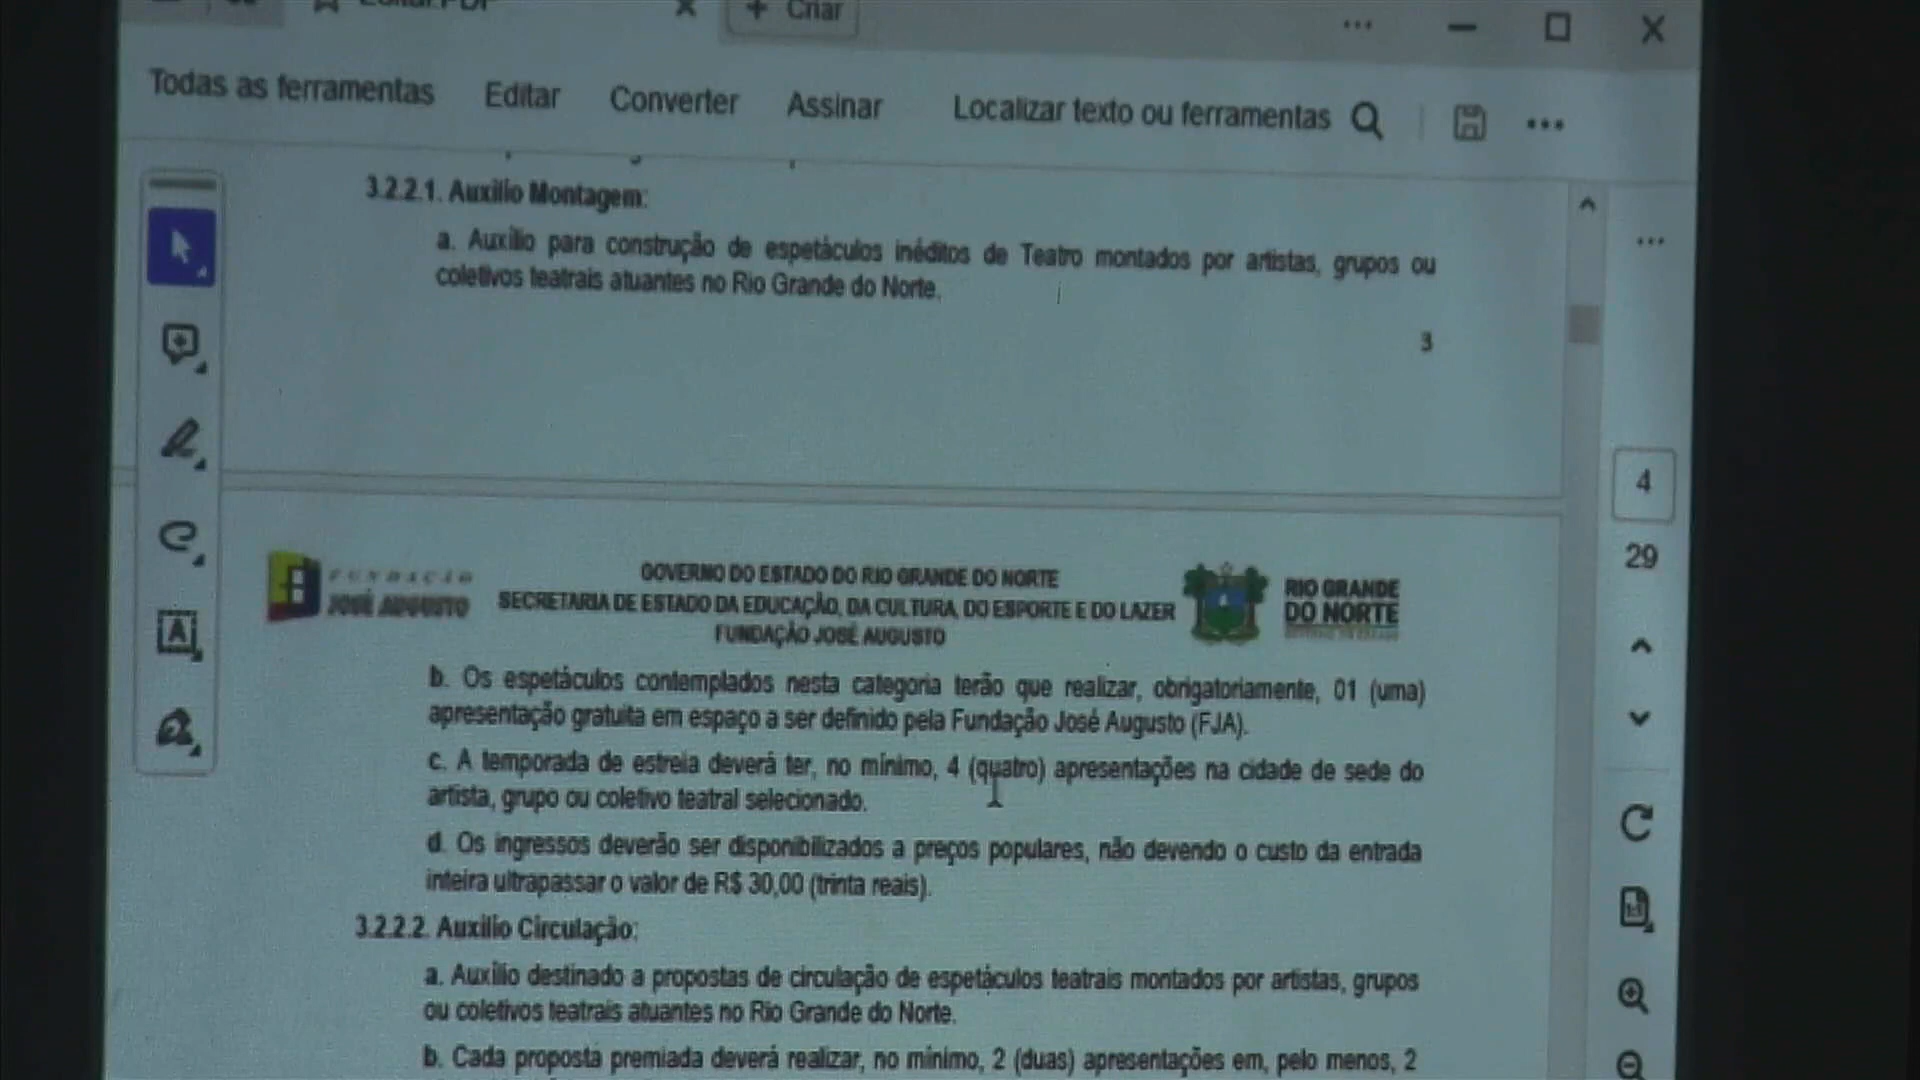 Criar
Todas as ferramentas Editar Converter Assinar Localizar texto ou ferramentas
3.2.2.1. Auxílio Montagem:
a. Auxílio para construção de espetáculos inéditos de Teatro montados por artistas, grupos ou
coletivos teatrais atuantes no Rio Grande do Norte.
3
4
29
FUNDAÇÃO
JOSÉ AUGUSTO
GOVERNO DO ESTADO DO RIO GRANDE DO NORTE
SECRETARIA DE ESTADO DA EDUCAÇÃO, DA CULTURA, DO ESPORTE E DO LAZER
FUNDAÇÃO JOSÉ AUGUSTO
RIO GRANDE
DO NORTE
b. Os espetáculos contemplados nesta categoria terão que realizar, obrigatoriamente, 01 (uma)
apresentação gratuita em espaço a ser definido pela Fundação José Augusto (FJA).
c. A temporada de estreia deverá ter, no mínimo, 4 (quatro) apresentações na cidade de sede do
artista, grupo ou coletivo teatral selecionado.
d. Os ingressos deverão ser disponibilizados a preços populares, não devendo o custo da entrada
inteira ultrapassar o valor de R$ 30,00 (trinta reais).
3.2.2.2. Auxílio Circulação:
a. Auxílio destinado a propostas de circulação de espetáculos teatrais montados por artistas, grupos
ou coletivos teatrais atuantes no Rio Grande do Norte.
b. Cada proposta premiada deverá realizar, no mínimo, 2 (duas) apresentações em, pelo menos, 2